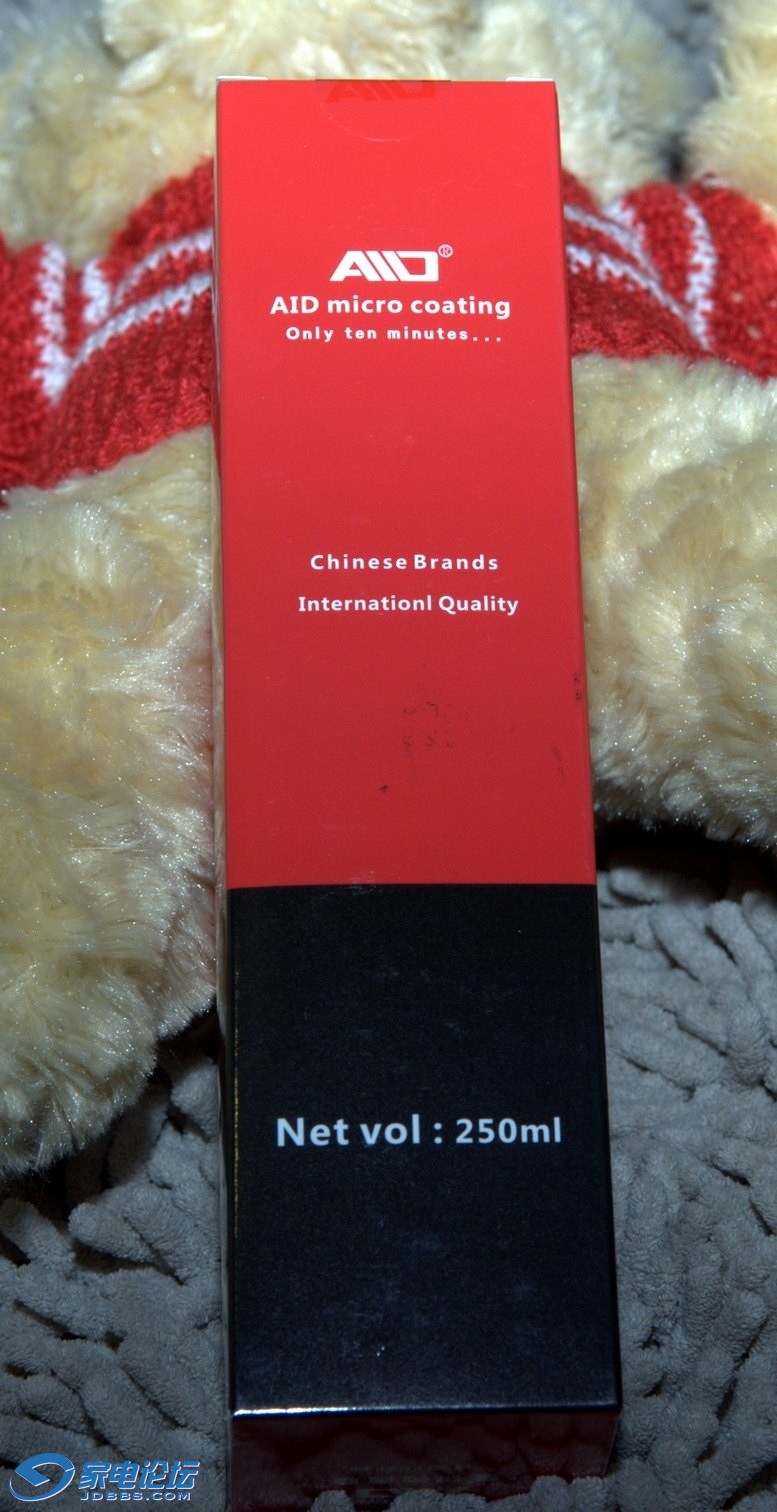 AID
AID®
AID micro coating
Only ten minutes...
Chinese Brands
Internationl Quality
Net vol : 250ml
家电论坛
JDBBS.COM